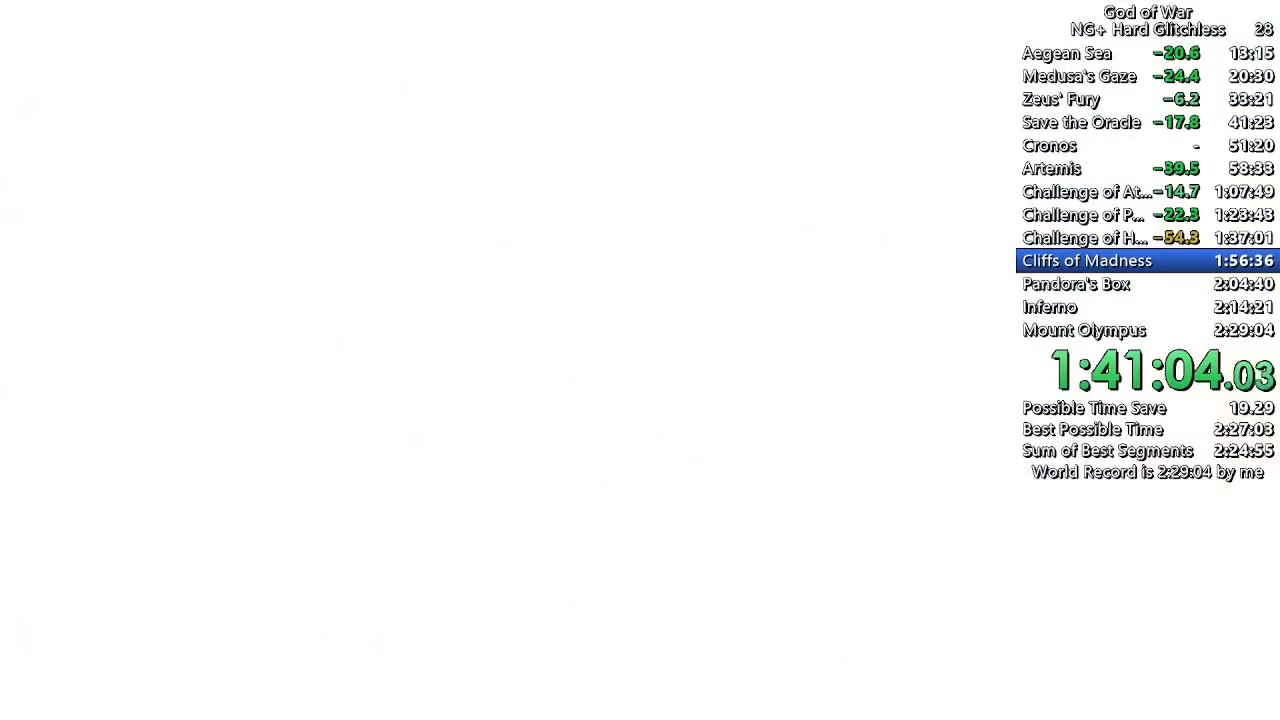 God of War
NG+ Hard Glitchless 28
Aegean Sea -20.6 13:15
Medusa's Gaze -24.4 20:30
Zeus' Fury -6.2 33:21
Save the Oracle -17.8 41:23
Cronos - 51:20
Artemis -39.5 58:33
Challenge of At... -14.7 1:07:49
Challenge of P... -22.3 1:23:43
Challenge of H... -54.3 1:37:01
Cliffs of Madness 1:56:36
Pandora's Box 2:04:40
Inferno 2:14:21
Mount Olympus 2:29:04
1:41:04.03
Possible Time Save 19.29
Best Possible Time 2:27:03
Sum of Best Segments 2:24:55
World Record is 2:29:04 by me